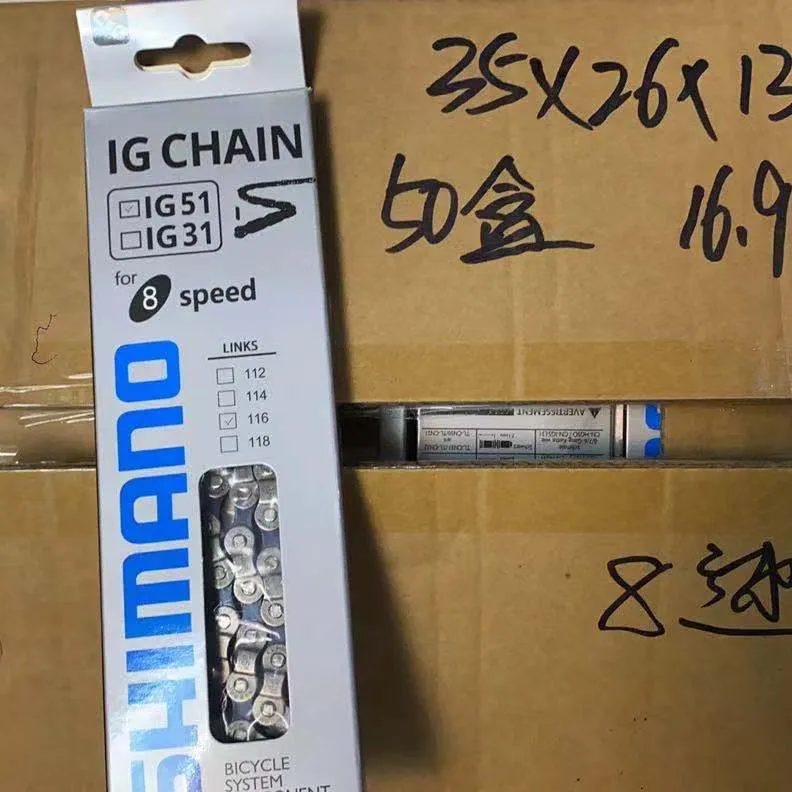 IG CHAIN
IG51
IG31
for 8 speed
LINKS
112
114
116
118
SHIMANO
BICYCLE
SYSTEM
35X26X13
50盒 16.9
AVERTISSEMENT
8速